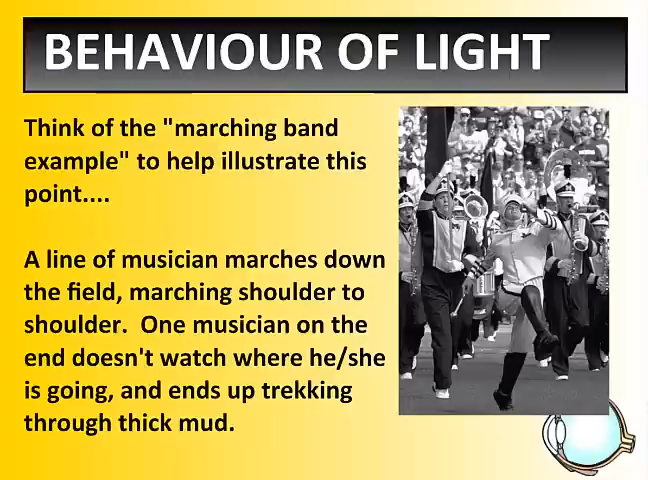 BEHAVIOUR OF LIGHT
Think of the "marching band
example" to help illustrate this
point....
A line of musician marches down
the field, marching shoulder to
shoulder.  One musician on the
end doesn't watch where he/she
is going, and ends up trekking
through thick mud.